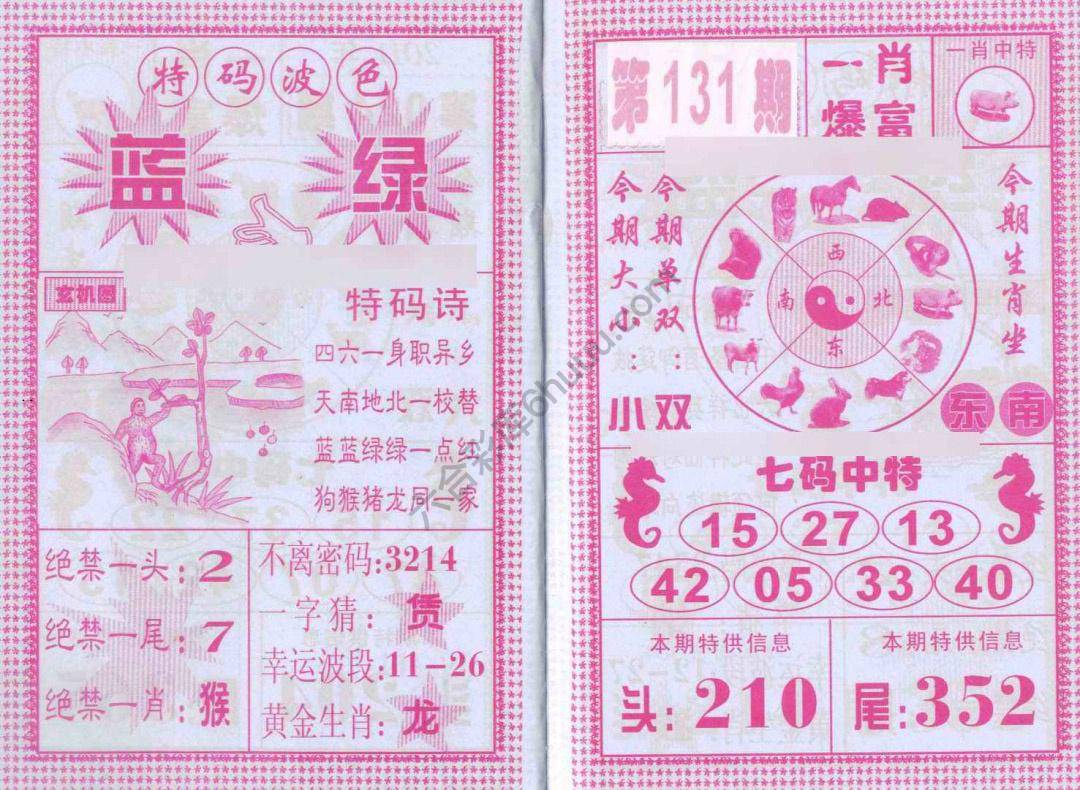 特码波色
蓝 绿
玄机图
特码诗
四六一身职异乡
天南地北一校替
蓝蓝绿绿一点红
狗猴猪龙同一家
绝禁一头:2
绝禁一尾:7
绝禁一肖:猴
不离密码:3214
一字猜:赁
幸运波段:11-26
黄金生肖:龙
第131期
一肖
爆富
一肖中特
今期大小:小
今期单双:双
西
南 北
东
今期生肖坐
东南
七码中特
15 27 13
42 05 33 40
本期特供信息
头:210
本期特供信息
尾:352